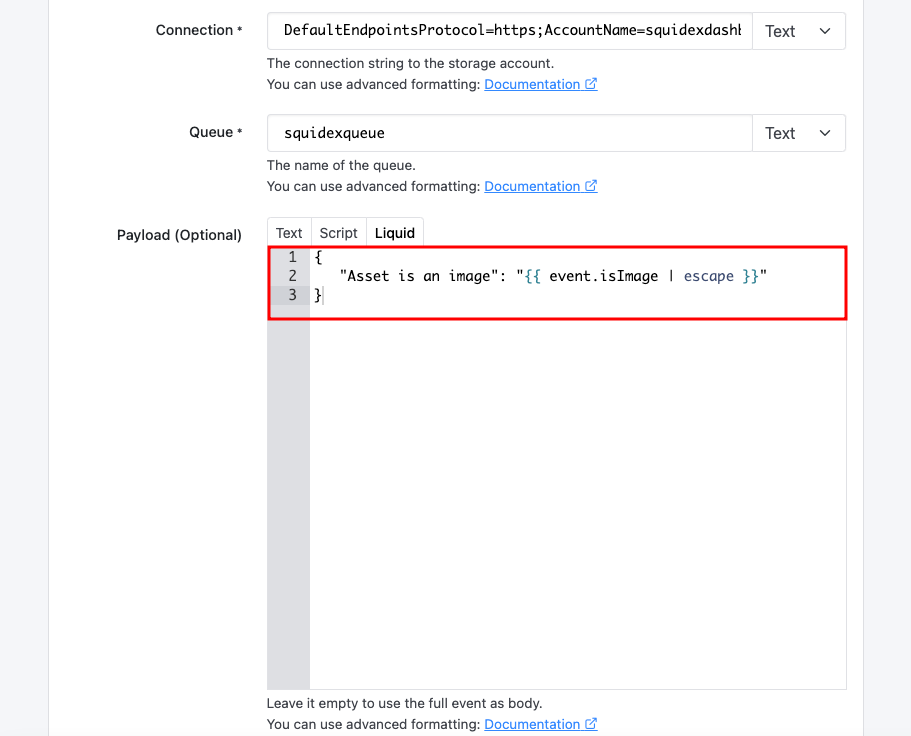 Connection *
DefaultEndpointsProtocol=https;AccountName=squidexdashb
Text
The connection string to the storage account.
You can use advanced formatting: Documentation
Queue *
squidexqueue
Text
The name of the queue.
You can use advanced formatting: Documentation
Payload (Optional)
Text Script Liquid
1 {
2 "Asset is an image": "{{ event.isImage | escape }}"
3 }
Leave it empty to use the full event as body.
You can use advanced formatting: Documentation